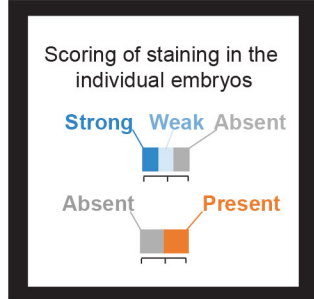 Scoring of staining in the
individual embryos
Strong Weak Absent
Absent Present